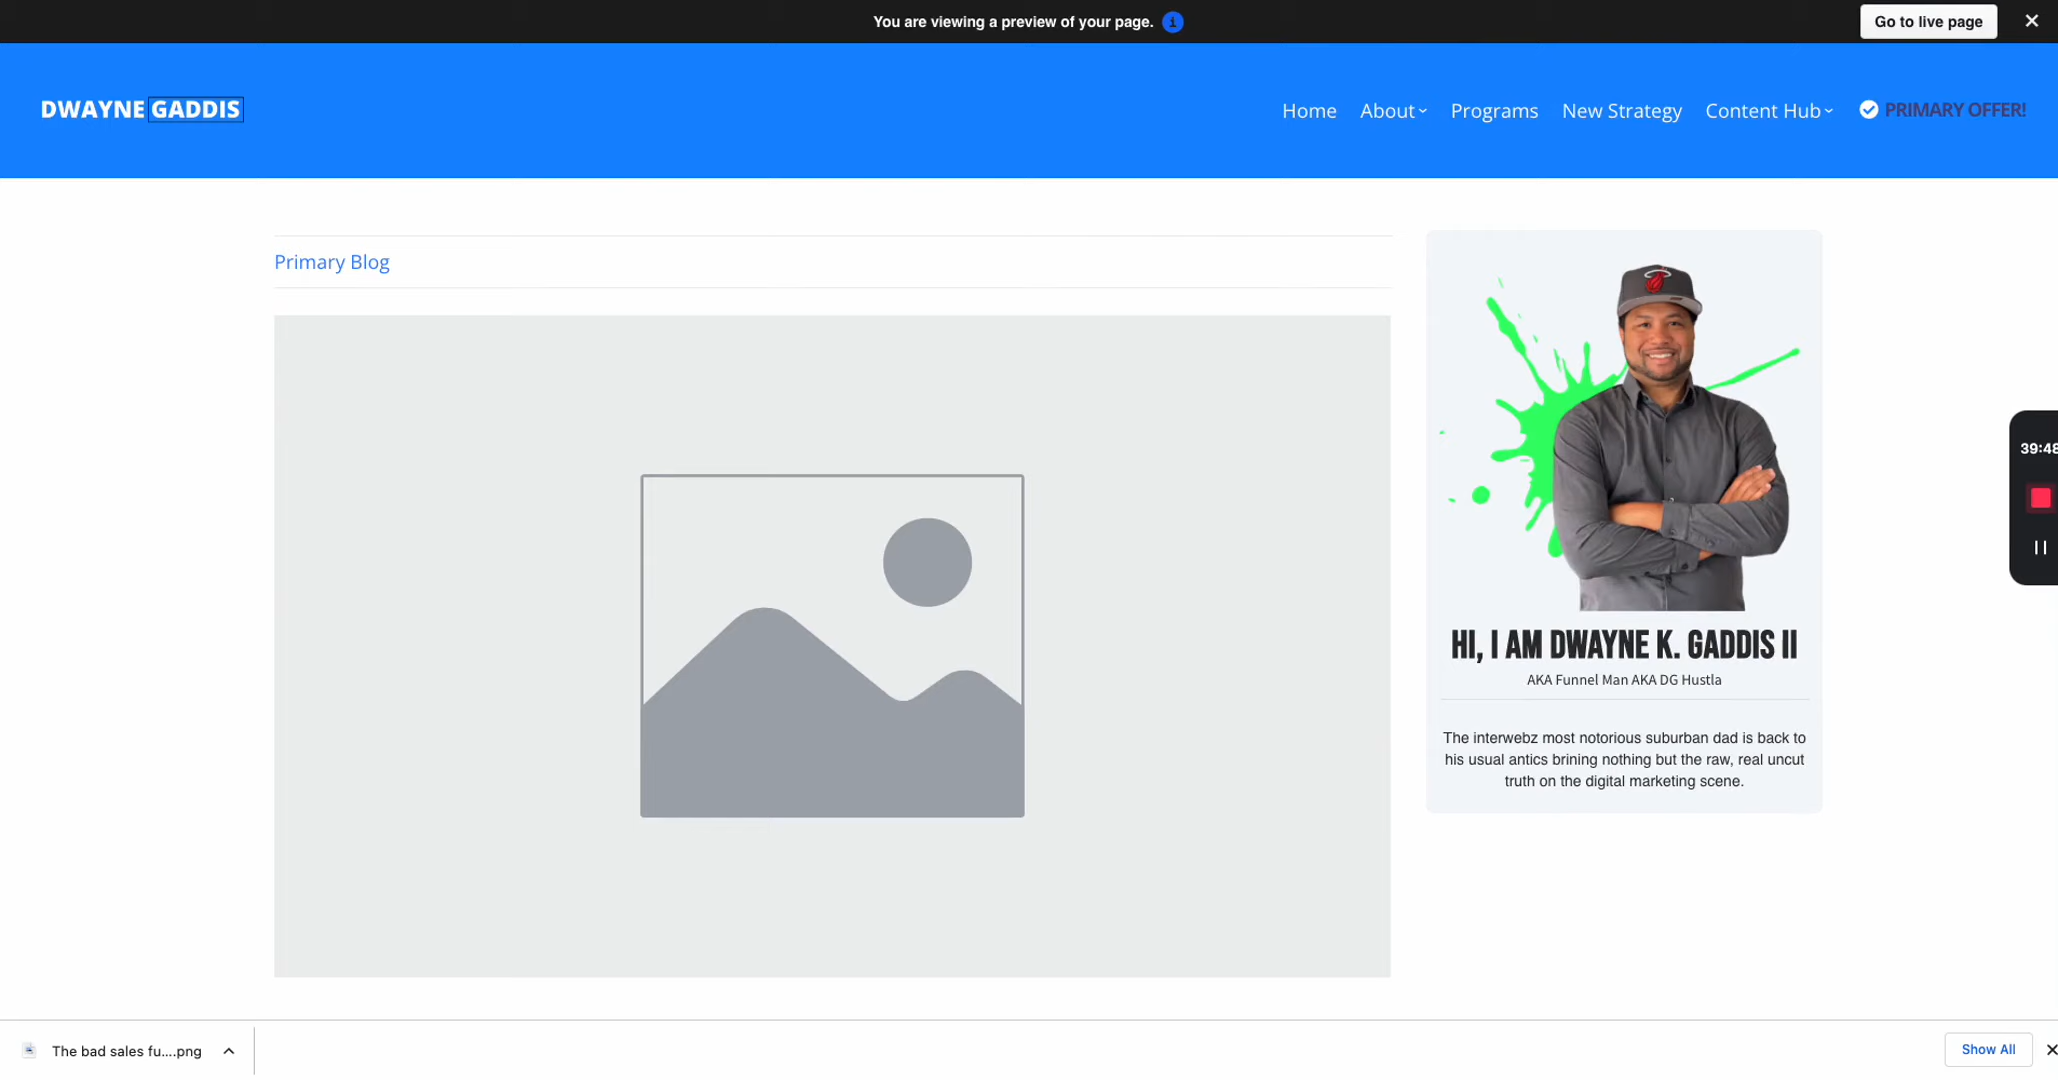 You are viewing a preview of your page.
Go to live page
DWAYNE GADDIS
Home About Programs New Strategy Content Hub PRIMARY OFFER!
Primary Blog
39:48
HI, I AM DWAYNE K. GADDIS II
AKA Funnel Man AKA DG Hustla
The interwebz most notorious suburban dad is back to
his usual antics brining nothing but the raw, real uncut
truth on the digital marketing scene.
The bad sales fu....png
Show All